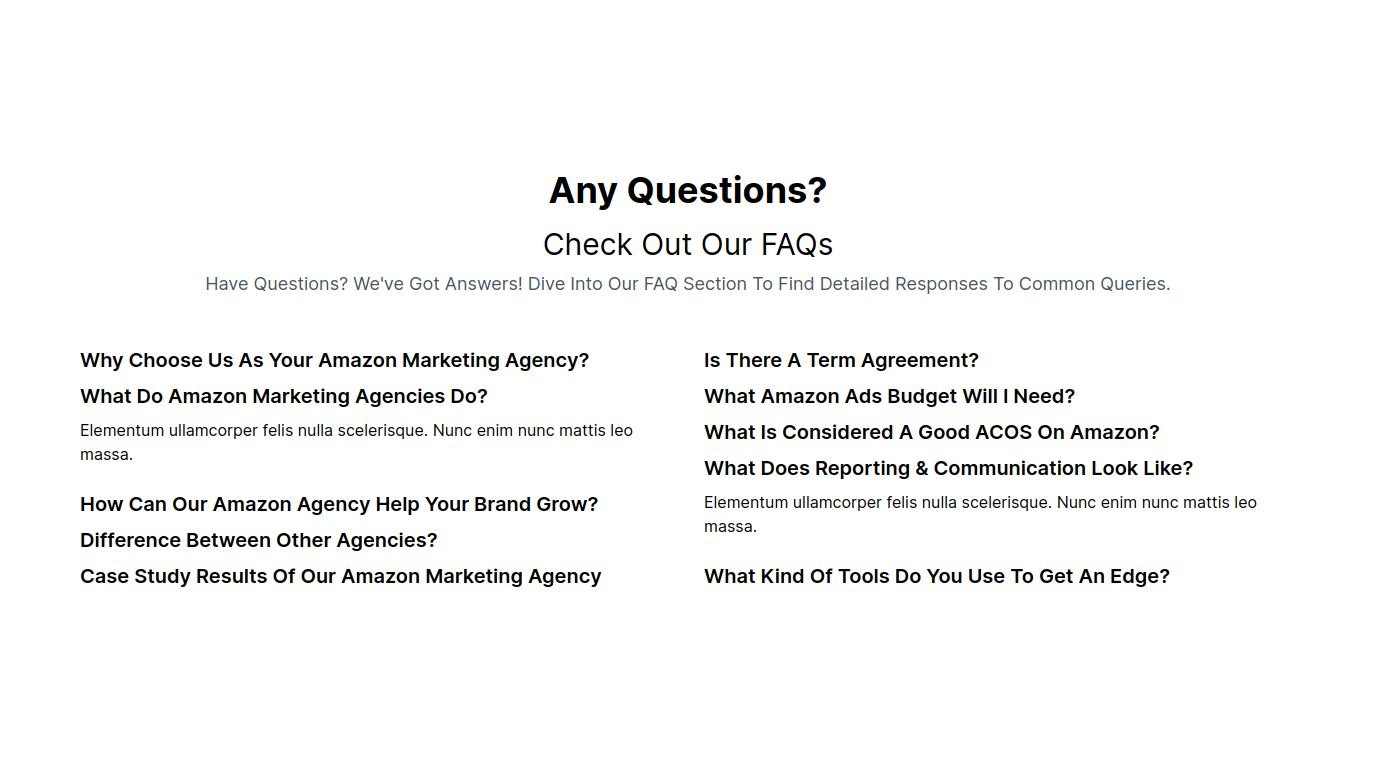 Any Questions?
Check Out Our FAQs
Have Questions? We've Got Answers! Dive Into Our FAQ Section To Find Detailed Responses To Common Queries.
Why Choose Us As Your Amazon Marketing Agency?
What Do Amazon Marketing Agencies Do?
Elementum ullamcorper felis nulla scelerisque. Nunc enim nunc mattis leo
massa.
How Can Our Amazon Agency Help Your Brand Grow?
Difference Between Other Agencies?
Case Study Results Of Our Amazon Marketing Agency
Is There A Term Agreement?
What Amazon Ads Budget Will I Need?
What Is Considered A Good ACOS On Amazon?
What Does Reporting & Communication Look Like?
Elementum ullamcorper felis nulla scelerisque. Nunc enim nunc mattis leo
massa.
What Kind Of Tools Do You Use To Get An Edge?